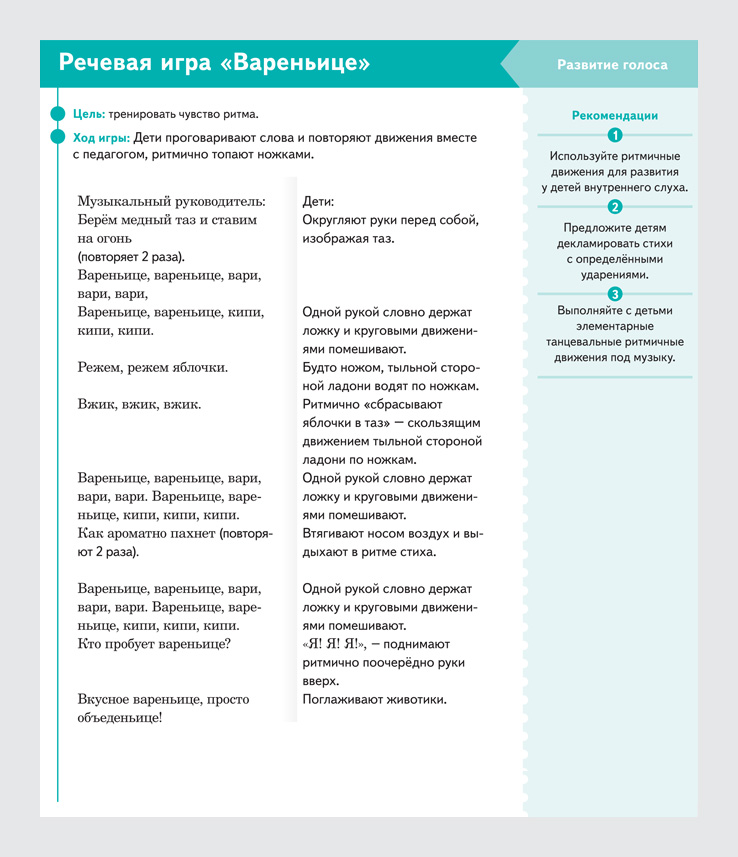 Речевая игра «Вареньице»
Развитие голоса
Цель: тренировать чувство ритма.
Ход игры: Дети проговаривают слова и повторяют движения вместе
с педагогом, ритмично топают ножками.
Музыкальный руководитель:
Берём медный таз и ставим
на огонь
(повторяет 2 раза).
Вареньице, вареньице, вари,
вари, вари,
Вареньице, вареньице, кипи,
кипи, кипи.
Режем, режем яблочки.
Вжик, вжик, вжик.
Вареньице, вареньице, вари,
вари, вари. Вареньице, варе-
ньице, кипи, кипи, кипи.
Как ароматно пахнет (повторя-
ют 2 раза).
Вареньице, вареньице, вари,
вари, вари. Вареньице, варе-
ньице, кипи, кипи, кипи.
Кто пробует вареньице?
Вкусное вареньице, просто
объеденьице!
Дети:
Округляют руки перед собой,
изображая таз.
Одной рукой словно держат
ложку и круговыми движени-
ями помешивают.
Будто ножом, тыльной сторо-
ной ладони водят по ножкам.
Ритмично «сбрасывают
яблочки в таз» — скользящим
движением тыльной стороной
ладони по ножкам.
Одной рукой словно держат
ложку и круговыми движени-
ями помешивают.
Втягивают носом воздух и вы-
дыхают в ритме стиха.
Одной рукой словно держат
ложку и круговыми движени-
ями помешивают.
«Я! Я! Я!», — поднимают
ритмично поочерёдно руки
вверх.
Поглаживают животики.
Рекомендации
1
Используйте ритмичные
движения для развития
у детей внутреннего слуха.
2
Предложите детям
декламировать стихи
с определёнными
ударениями.
3
Выполняйте с детьми
элементарные
танцевальные ритмичные
движения под музыку.